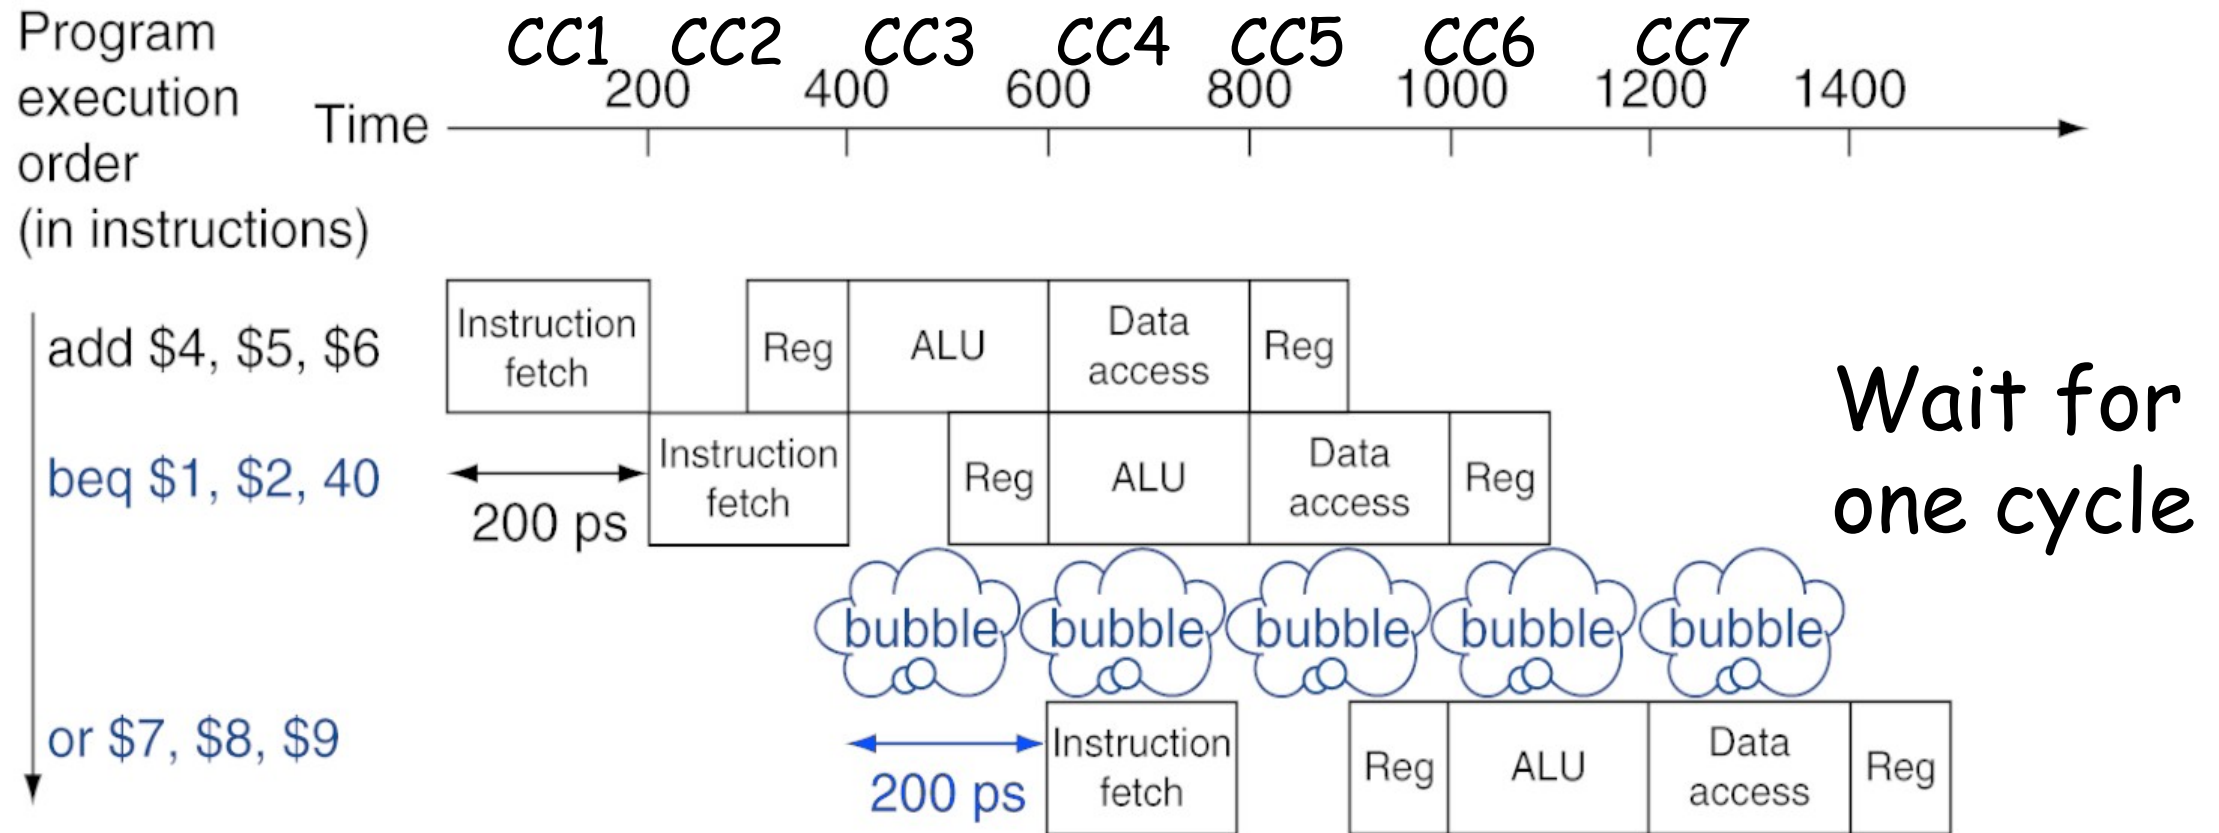 Program
execution
order
(in instructions)
Time
CC1 CC2 CC3 CC4 CC5 CC6 CC7
200 400 600 800 1000 1200 1400
add $4, $5, $6
Instruction
fetch
Reg
ALU
Data
access
Reg
beq $1, $2, 40
200 ps
Instruction
fetch
Reg
ALU
Data
access
Reg
Wait for
one cycle
bubble bubble bubble bubble bubble
or $7, $8, $9
200 ps
Instruction
fetch
Reg
ALU
Data
access
Reg